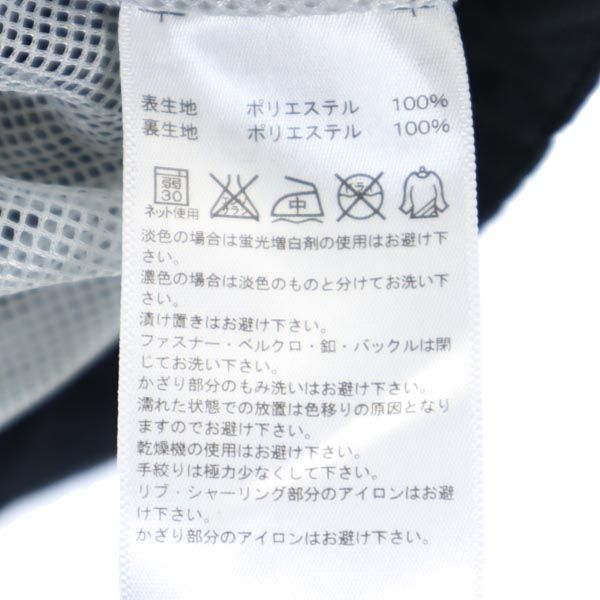 表生地 ポリエステル 100%
裏生地 ポリエステル 100%
弱
30
エンソ
サラシ
中
ドライ
ネット使用
淡色の場合は蛍光増白剤の使用はお避け下
さい。
濃色の場合は淡色のものと分けてお洗い下
さい。
漬け置きはお避け下さい。
ファスナー・ベルクロ・釦・バックルは閉
じてお洗い下さい。
かざり部分のもみ洗いはお避け下さい。
濡れた状態での放置は色移りの原因となり
ますのでお避け下さい。
乾燥機の使用はお避け下さい。
手絞りは極力少なくして下さい。
リブ・シャーリング部分のアイロンはお避
け下さい。
かざり部分のアイロンはお避け下さい。